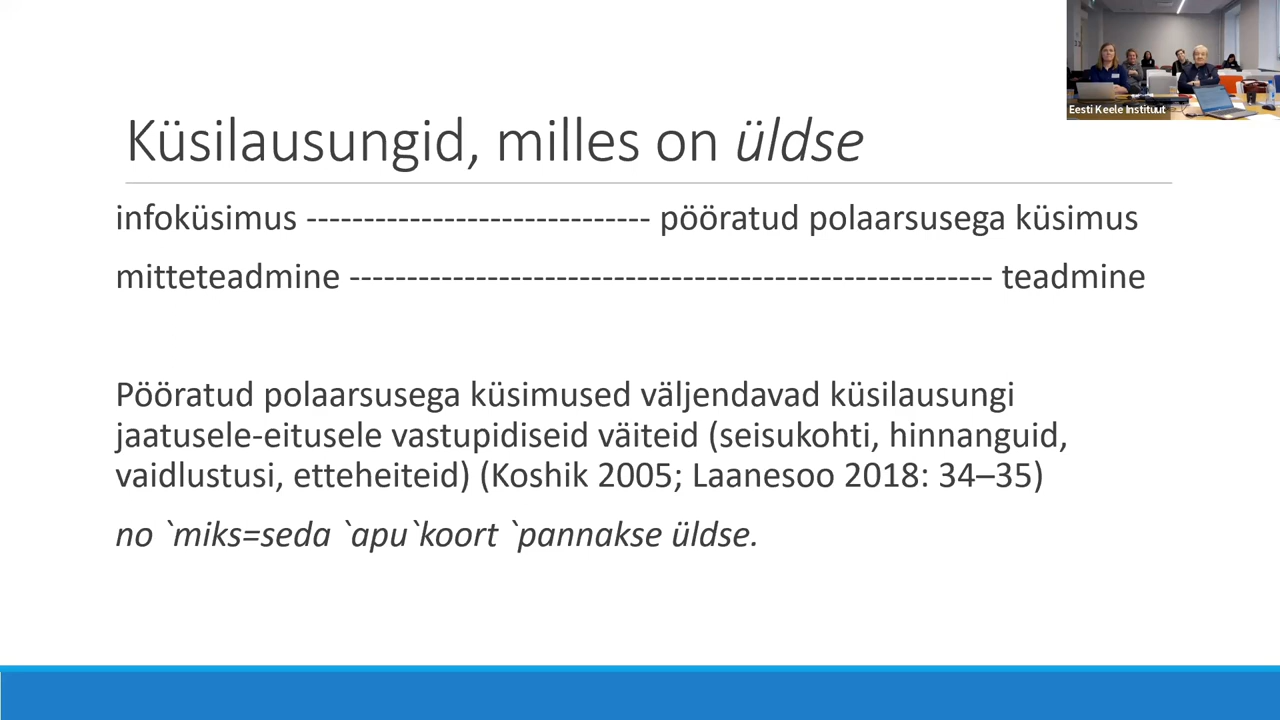 Eesti Keele Instituut
Küsilausungid, milles on üldse
infoküsimus ------------------------------ pööratud polaarsusega küsimus
mitteteadmine -------------------------------------------------------- teadmine
Pööratud polaarsusega küsimused väljendavad küsilausungi
jaatusele-eitusele vastupidiseid väiteid (seisukohti, hinnanguid,
vaidlustusi, etteheiteid) (Koshik 2005; Laanesoo 2018: 34–35)
no `miks=seda `apu`koort `pannakse üldse.